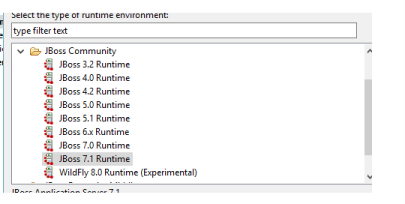 Select the type of runtime environment:
type filter text
JBoss Community
JBoss 3.2 Runtime
JBoss 4.0 Runtime
JBoss 4.2 Runtime
JBoss 5.0 Runtime
JBoss 5.1 Runtime
JBoss 6.x Runtime
JBoss 7.0 Runtime
JBoss 7.1 Runtime
WildFly 8.0 Runtime (Experimental)
JBoss Application Server 7.1